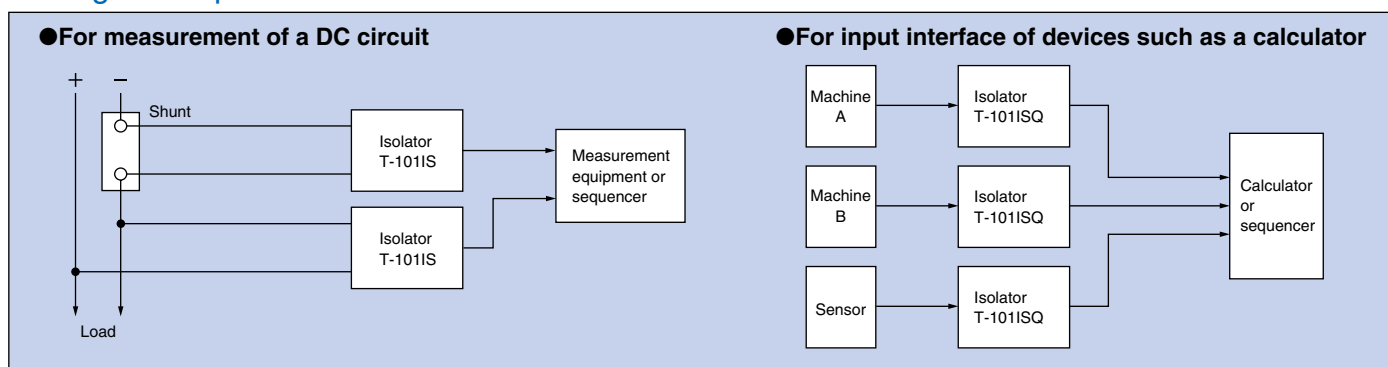 ●For measurement of a DC circuit
+ −
Shunt
Isolator
T-101IS
Isolator
T-101IS
Measurement
equipment or
sequencer
Load
●For input interface of devices such as a calculator
Machine
A
Isolator
T-101ISQ
Machine
B
Isolator
T-101ISQ
Sensor
Isolator
T-101ISQ
Calculator
or
sequencer